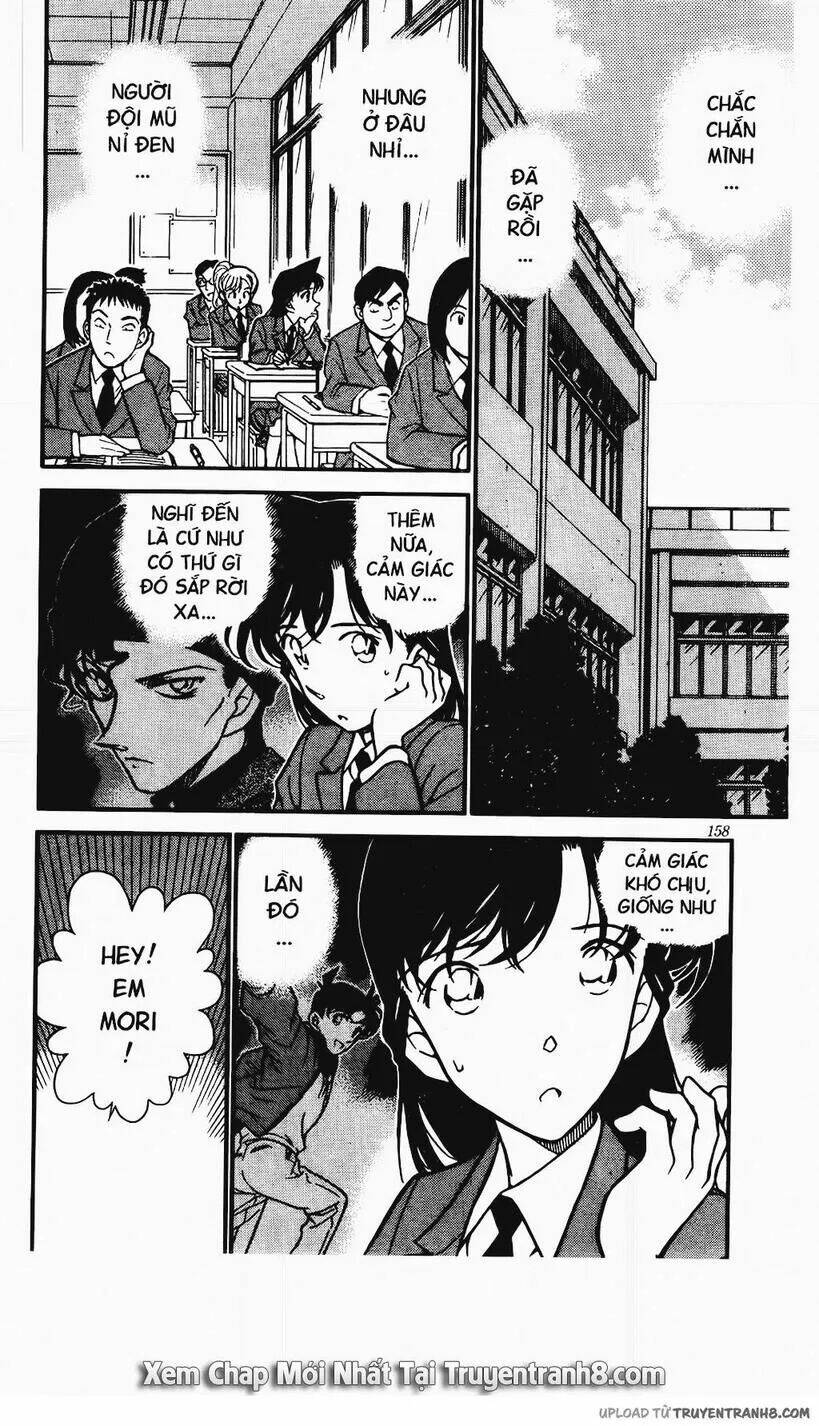 CHẮC
CHẮN
MÌNH
...
ĐÃ
GẶP
RỒI
...
NHƯNG
Ở ĐÂU
NHỈ...
NGƯỜI
ĐỘI MŨ
NỈ ĐEN
...
THÊM
NỮA,
CẢM GIÁC
NÀY...
NGHĨ ĐẾN
LÀ CỨ NHƯ
CÓ THỨ GÌ
ĐÓ SẮP RỜI
XA...
158
CẢM GIÁC
KHÓ CHỊU,
GIỐNG NHƯ
...
LẦN
ĐÓ
...
HEY!
EM
MORI
!
Xem Chap Mới Nhất Tại Truyentranh8.com
UPLOAD TỪ TRUYENTRANH8.COM